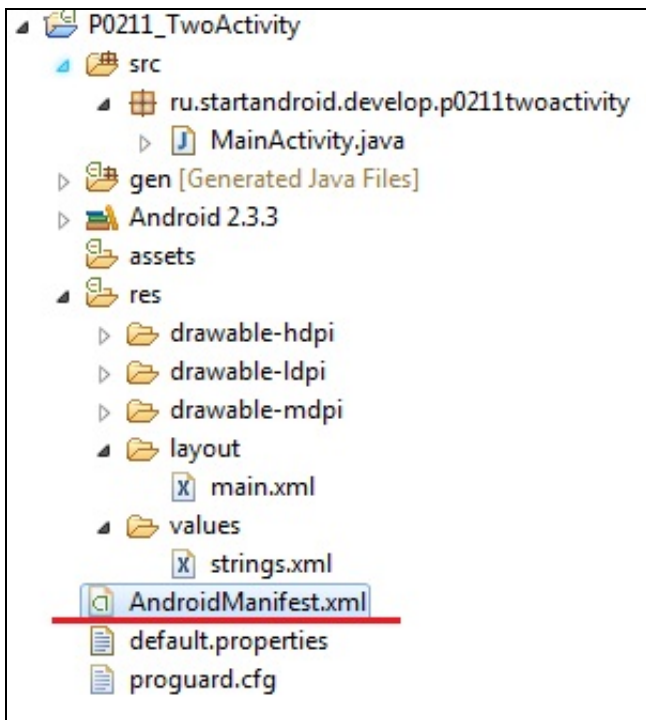 P0211_TwoActivity
src
ru.startandroid.develop.p0211twoactivity
MainActivity.java
gen [Generated Java Files]
Android 2.3.3
assets
res
drawable-hdpi
drawable-ldpi
drawable-mdpi
layout
main.xml
values
strings.xml
AndroidManifest.xml
default.properties
proguard.cfg